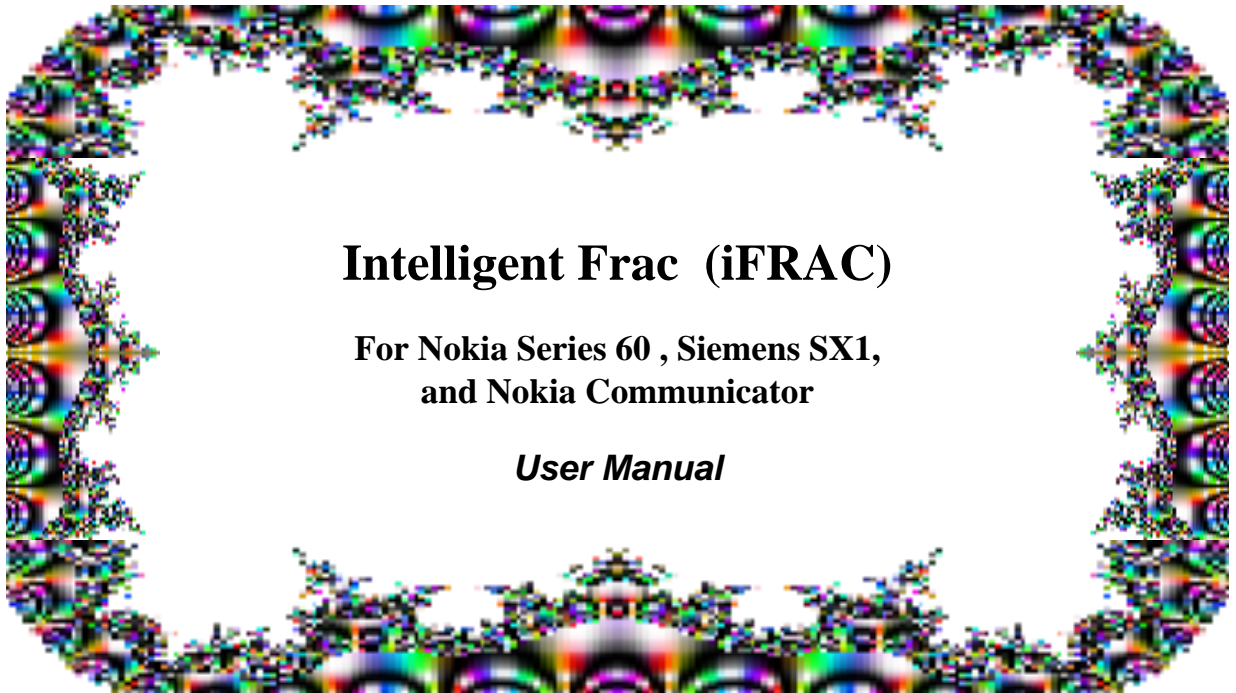 Intelligent Frac (iFRAC)
For Nokia Series 60 , Siemens SX1,
and Nokia Communicator
User Manual